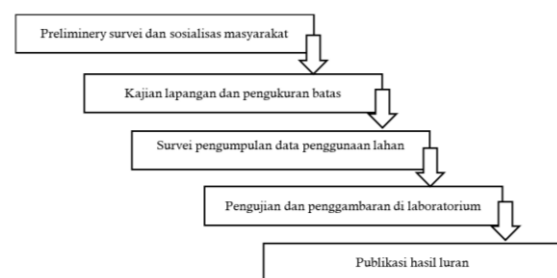 Preliminery survei dan sosialisas masyarakat
Kajian lapangan dan pengukuran batas
Survei pengumpulan data penggunaan lahan
Pengujian dan penggambaran di laboratorium
Publikasi hasil luran